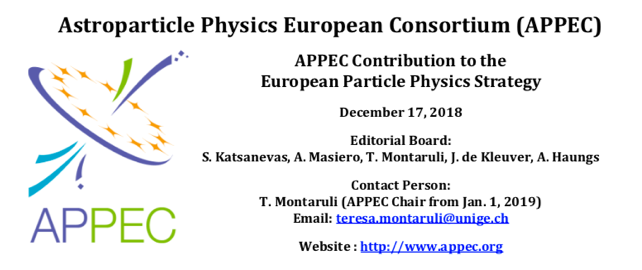 Astroparticle Physics European Consortium (APPEC)
APPEC Contribution to the
European Particle Physics Strategy
December 17, 2018
Editorial Board:
S. Katsanevas, A. Masiero, T. Montaruli, J. de Kleuver, A. Haungs
Contact Person:
T. Montaruli (APPEC Chair from Jan. 1, 2019)
Email: teresa.montaruli@unige.ch
Website : http://www.appec.org
APPEC